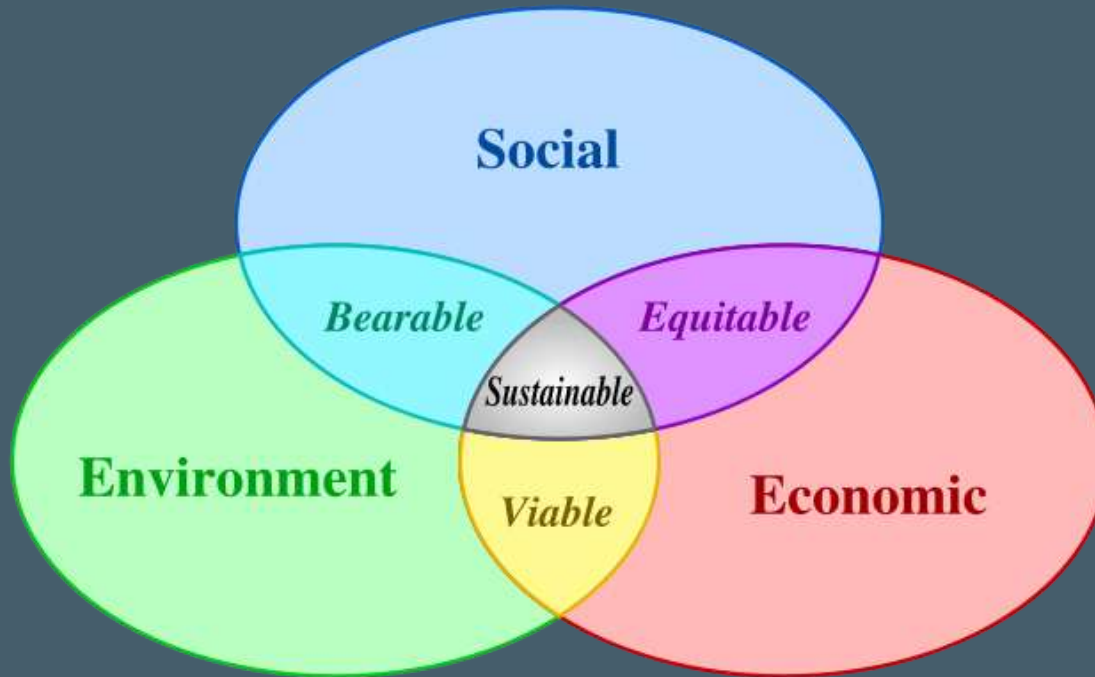 Social
Bearable
Equitable
Sustainable
Environment
Economic
Viable